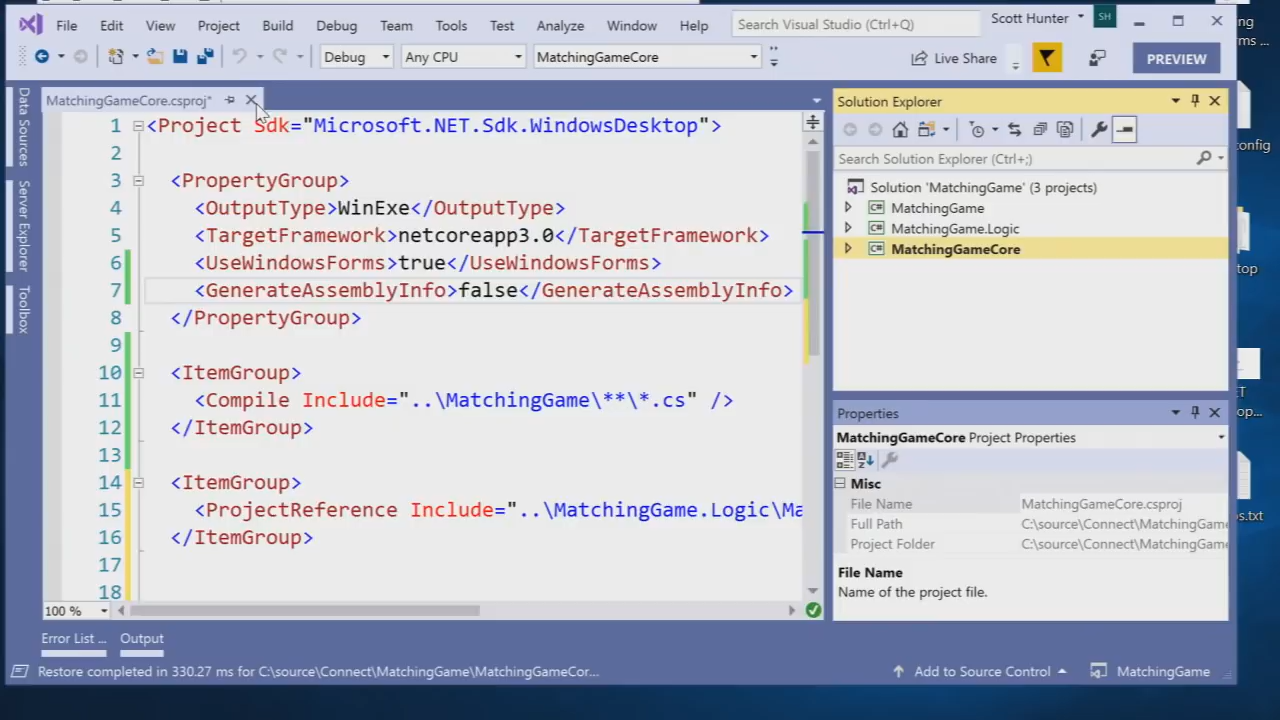 File Edit View Project Build Debug Team Tools Test Analyze Window Help Search Visual Studio (Ctrl+Q) Scott Hunter SH
Debug Any CPU MatchingGameCore Live Share PREVIEW
MatchingGameCore.csproj*
Data Sources
Server Explorer
Toolbox
1 <Project Sdk="Microsoft.NET.Sdk.WindowsDesktop">
2
3 <PropertyGroup>
4 <OutputType>WinExe</OutputType>
5 <TargetFramework>netcoreapp3.0</TargetFramework>
6 <UseWindowsForms>true</UseWindowsForms>
7 <GenerateAssemblyInfo>false</GenerateAssemblyInfo>
8 </PropertyGroup>
9
10 <ItemGroup>
11 <Compile Include="..\MatchingGame\**\*.cs" />
12 </ItemGroup>
13
14 <ItemGroup>
15 <ProjectReference Include="..\MatchingGame.Logic\Ma
16 </ItemGroup>
17
18
100 %
Solution Explorer
Search Solution Explorer (Ctrl+;)
Solution 'MatchingGame' (3 projects)
C# MatchingGame
C# MatchingGame.Logic
C# MatchingGameCore
Properties
MatchingGameCore Project Properties
Misc
File Name MatchingGameCore.csproj
Full Path C:\source\Connect\MatchingGame
Project Folder C:\source\Connect\MatchingGame
File Name
Name of the project file.
Error List ... Output
Restore completed in 330.27 ms for C:\source\Connect\MatchingGame\MatchingGameCor...
Add to Source Control MatchingGame